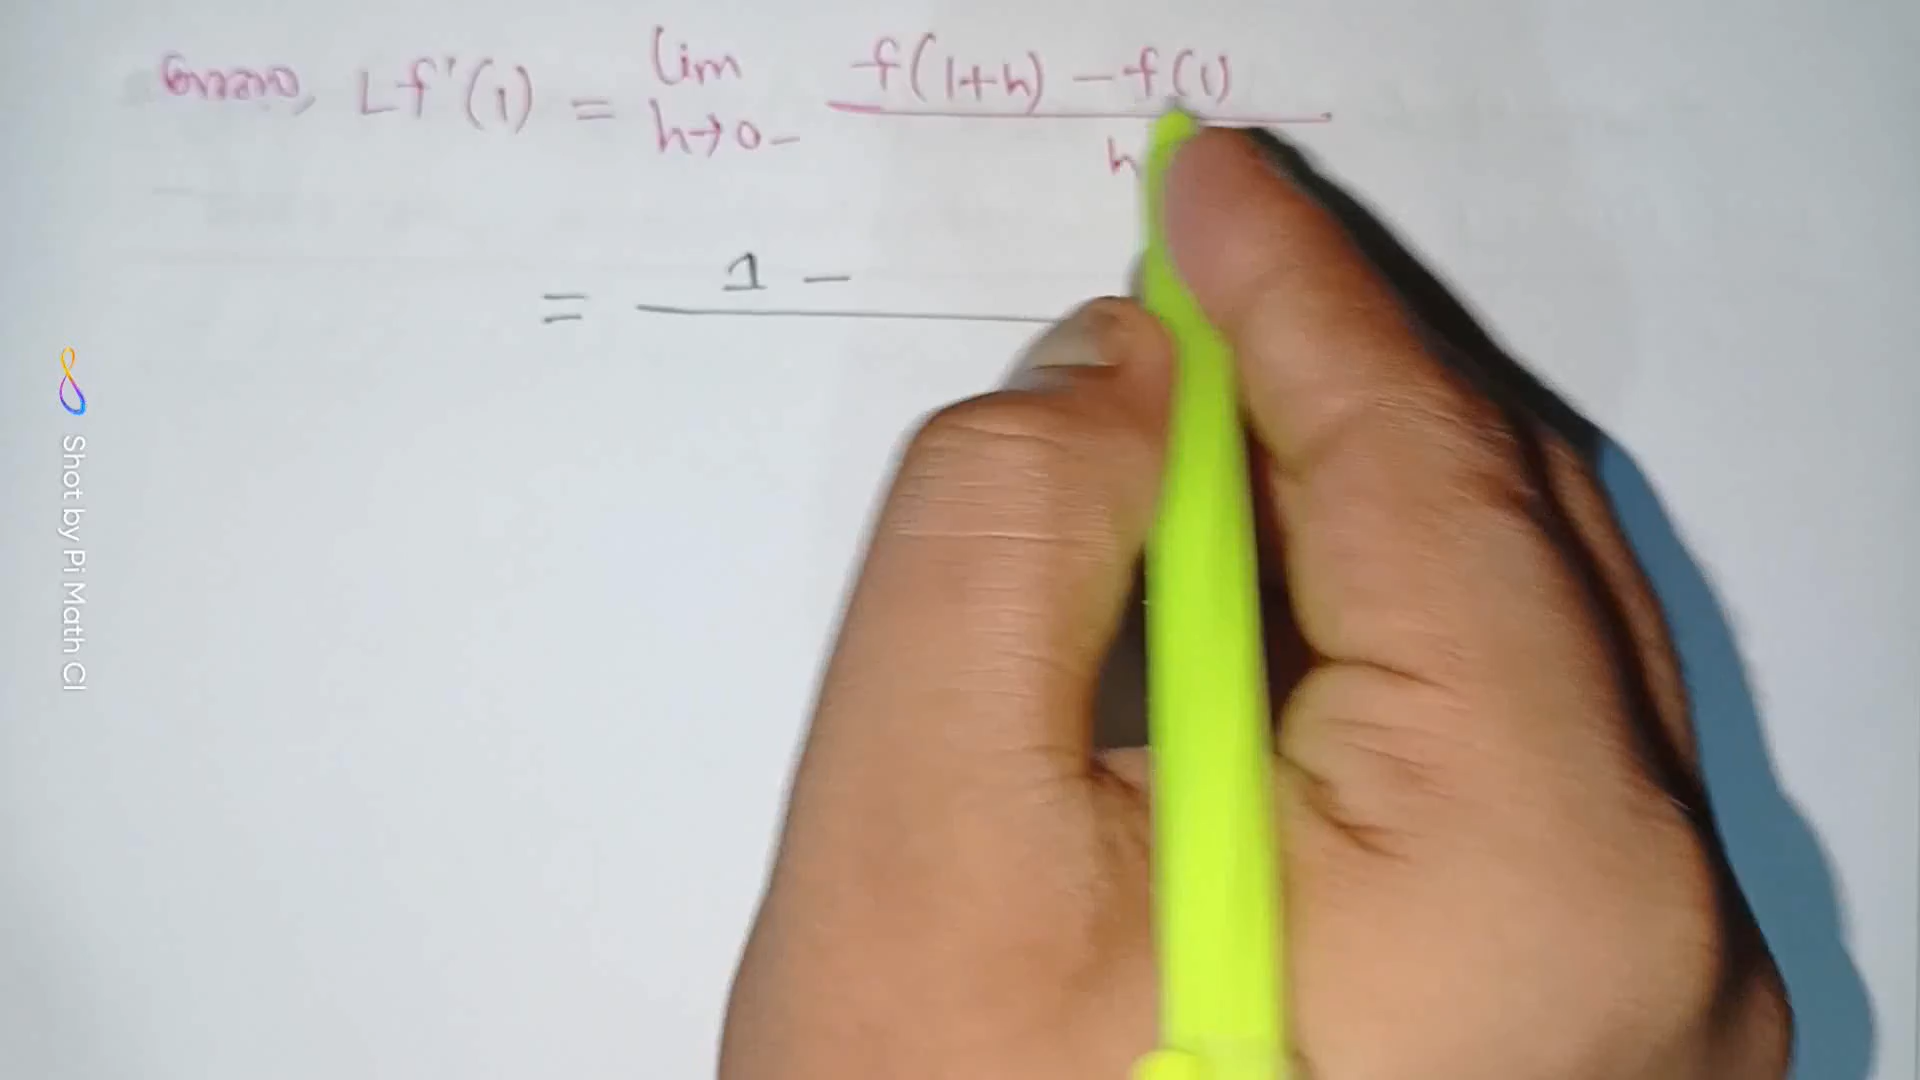 Lf'(1) = lim h→0- f(1+h) - f(1) / h
= 1 -
Shot by Pi Math Cl